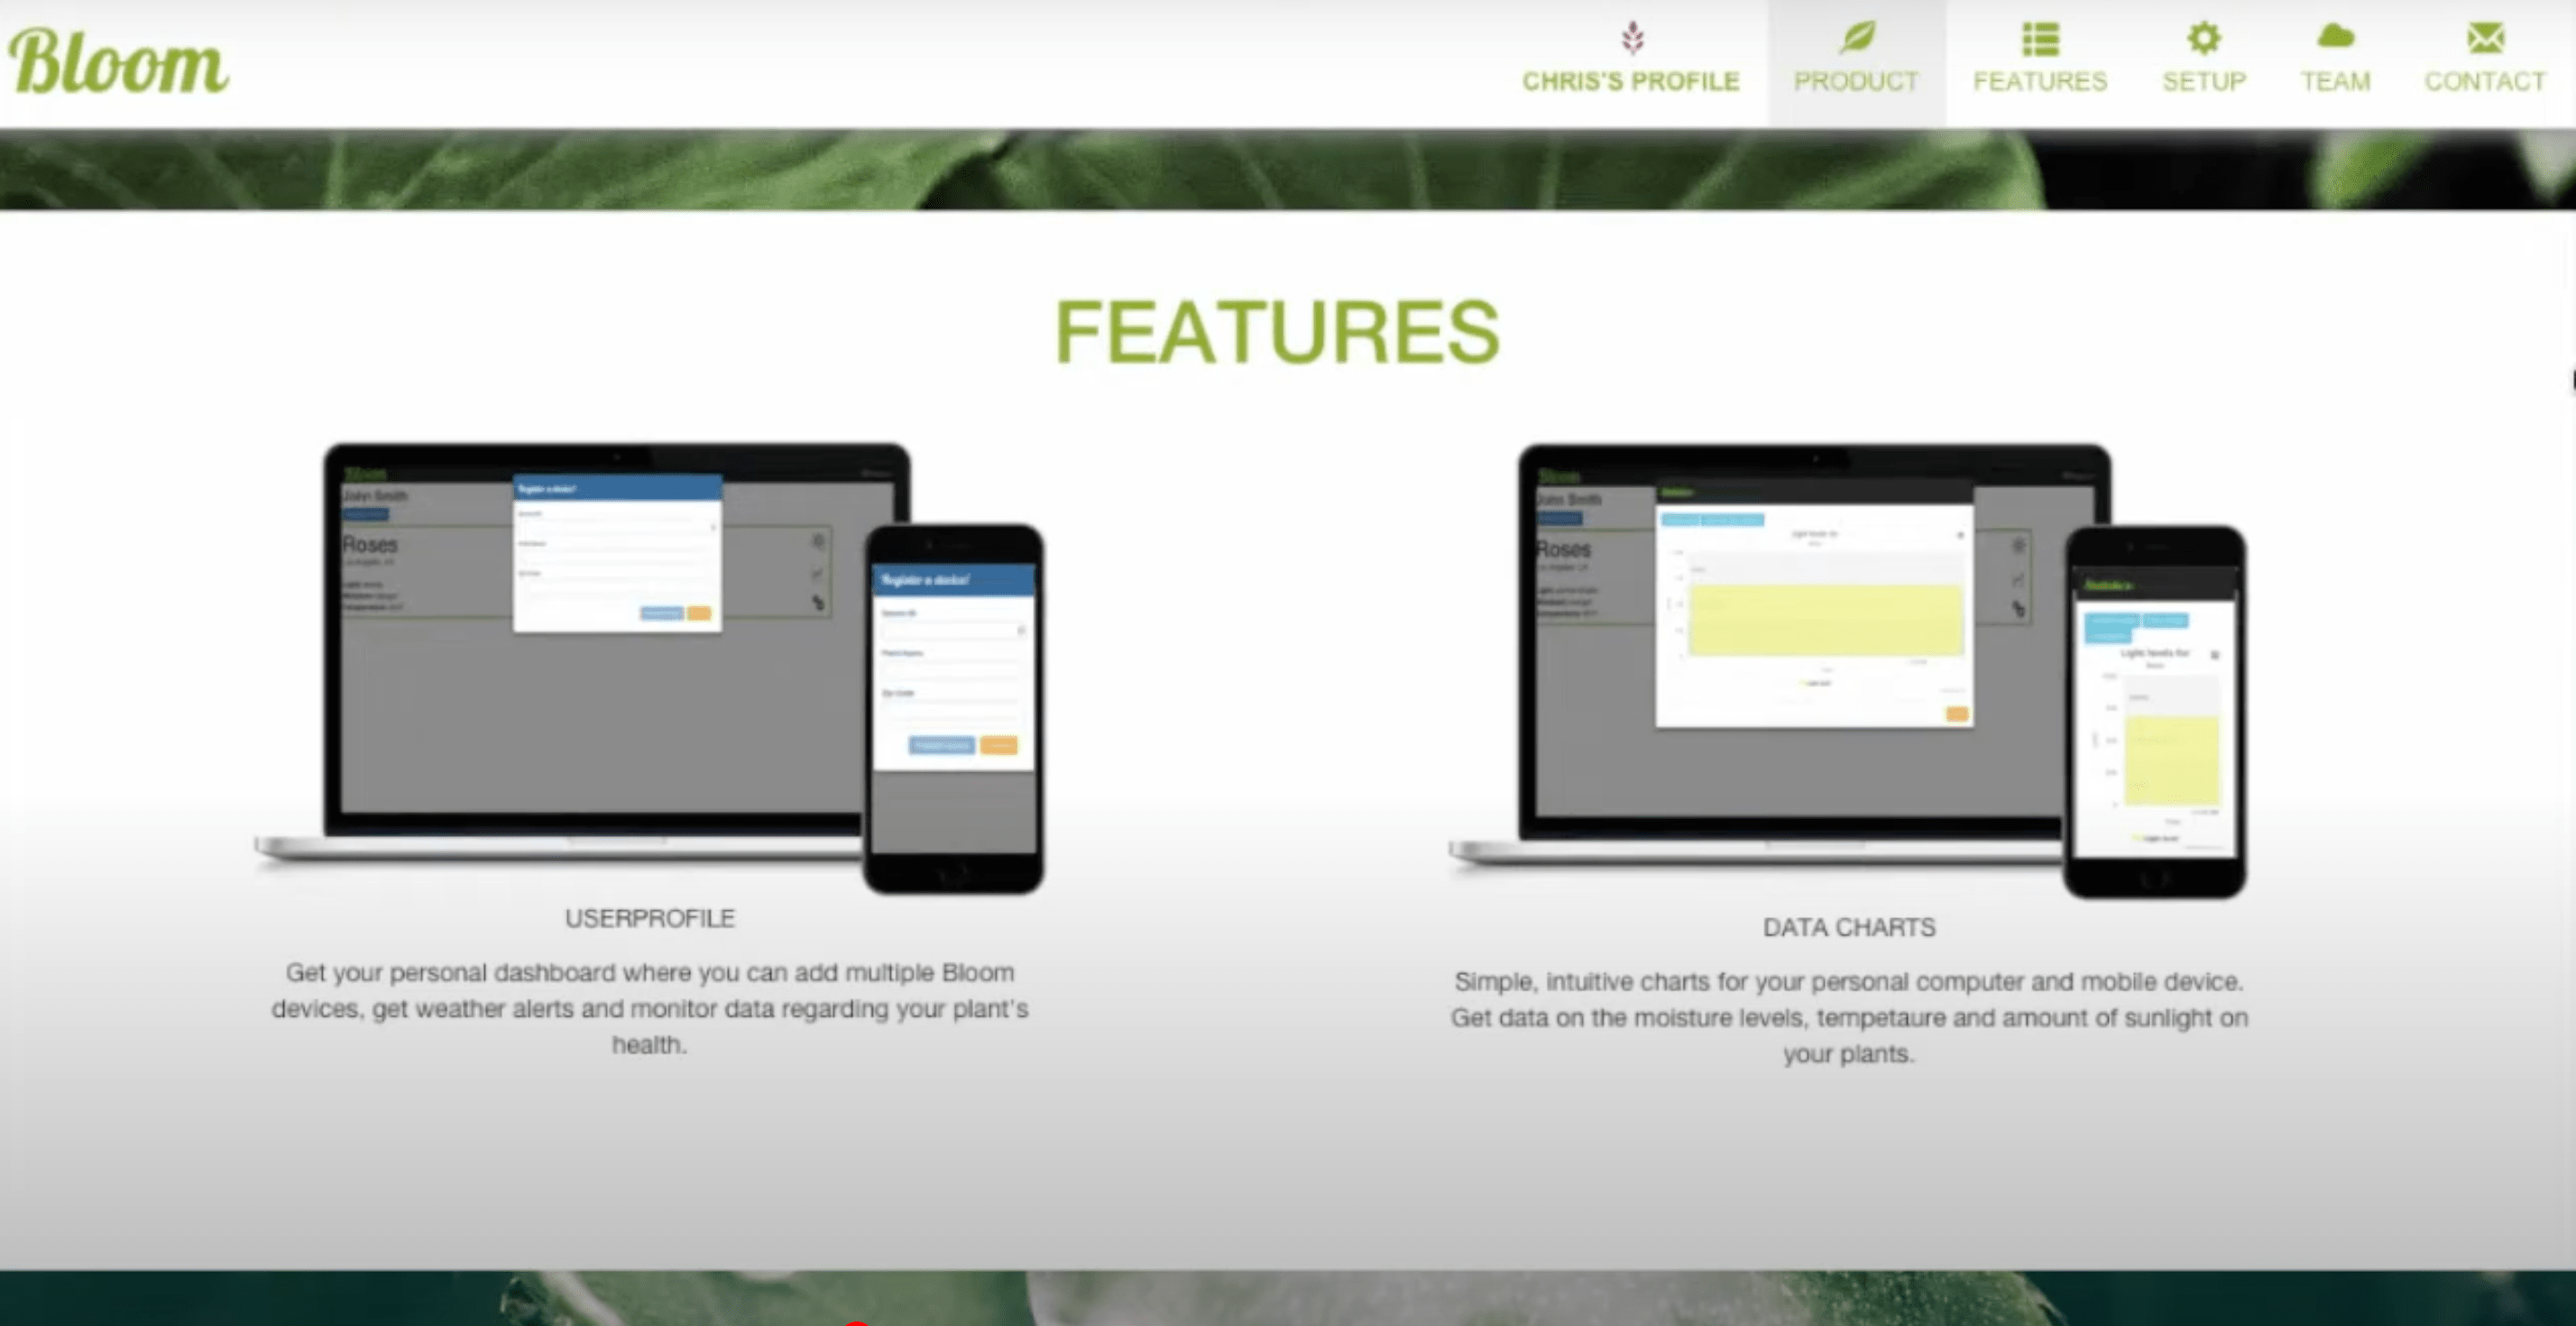 Bloom
CHRIS'S PROFILE
PRODUCT
FEATURES
SETUP
TEAM
CONTACT
FEATURES
Bloom
John Smith
Roses
Register a device!
Register a device!
Bloom
John Smith
Roses
Statistics
Light levels for
USERPROFILE
Get your personal dashboard where you can add multiple Bloom
devices, get weather alerts and monitor data regarding your plant's
health.
DATA CHARTS
Simple, intuitive charts for your personal computer and mobile device.
Get data on the moisture levels, tempetaure and amount of sunlight on
your plants.